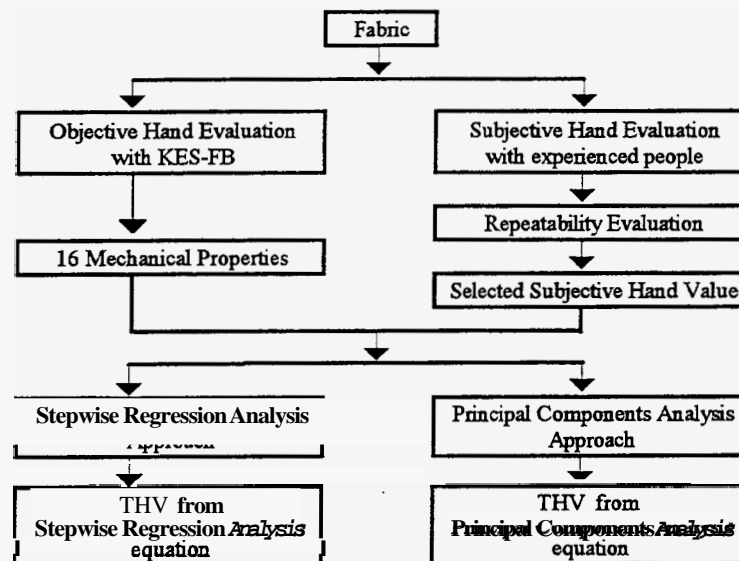 Fabric
Objective Hand Evaluation
with KES-FB
Subjective Hand Evaluation
with experienced people
Repeatability Evaluation
16 Mechanical Properties
Selected Subjective Hand Value
Stepwise Regression Analysis
Approach
Principal Components Analysis
Approach
THV from
Stepwise Regression Analysis
equation
THV from
Principal Components Analysis
equation